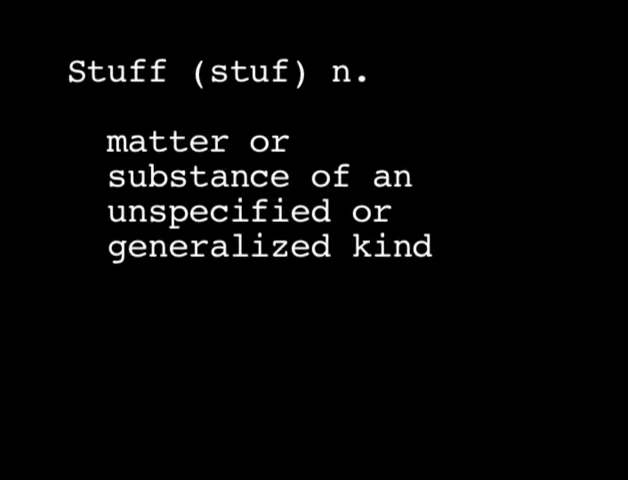 Stuff (stuf) n.
matter or
substance of an
unspecified or
generalized kind